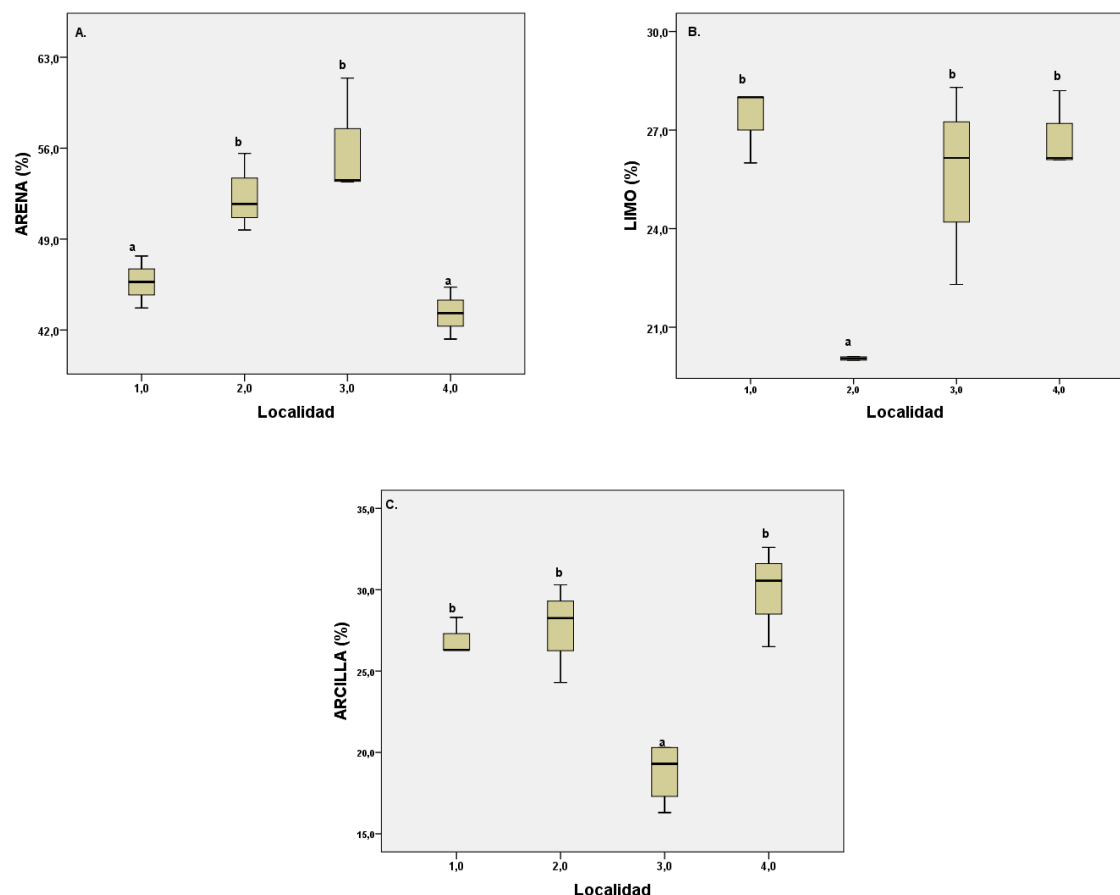 A.
63,0
56,0
49,0
42,0
ARENA (%)
a
b
b
a
1,0 2,0 3,0 4,0
Localidad
B.
30,0
27,0
24,0
21,0
LIMO (%)
b
a
b
b
1,0 2,0 3,0 4,0
Localidad
C.
35,0
30,0
25,0
20,0
15,0
ARCILLA (%)
b
b
a
b
1,0 2,0 3,0 4,0
Localidad